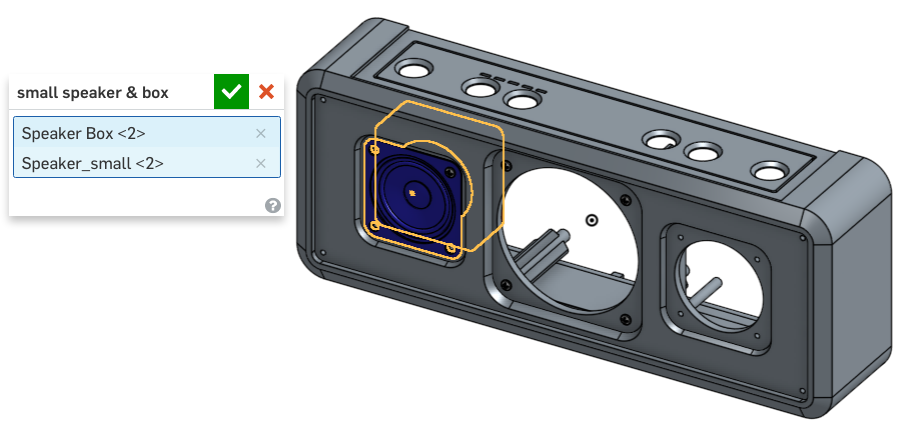 small speaker & box
Speaker Box <2>
Speaker_small <2>